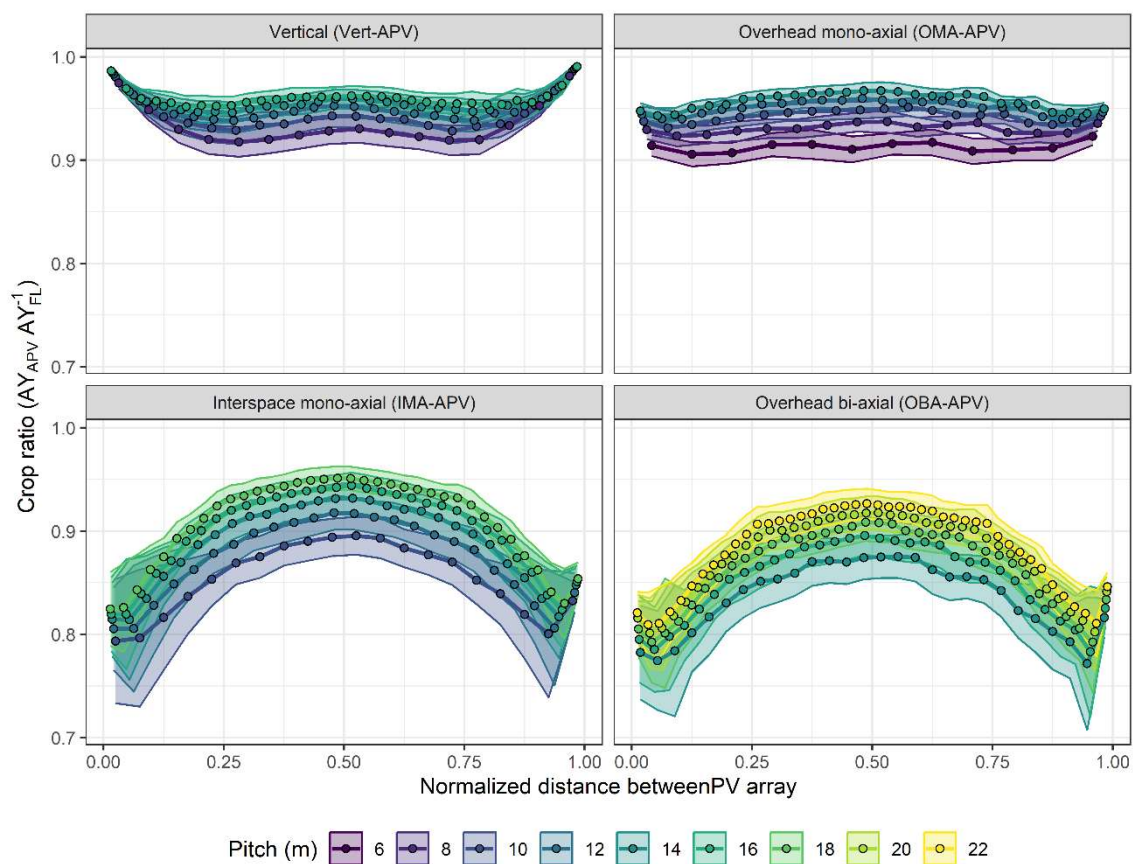 Vertical (Vert-APV)
Overhead mono-axial (OMA-APV)
1.0
0.9
0.8
0.7
Interspace mono-axial (IMA-APV)
Overhead bi-axial (OBA-APV)
1.0
0.9
0.8
0.7
Crop ratio (AY_APV AY_FL^-1)
0.00 0.25 0.50 0.75 1.00 0.00 0.25 0.50 0.75 1.00
Normalized distance betweenPV array
Pitch (m) 6 8 10 12 14 16 18 20 22